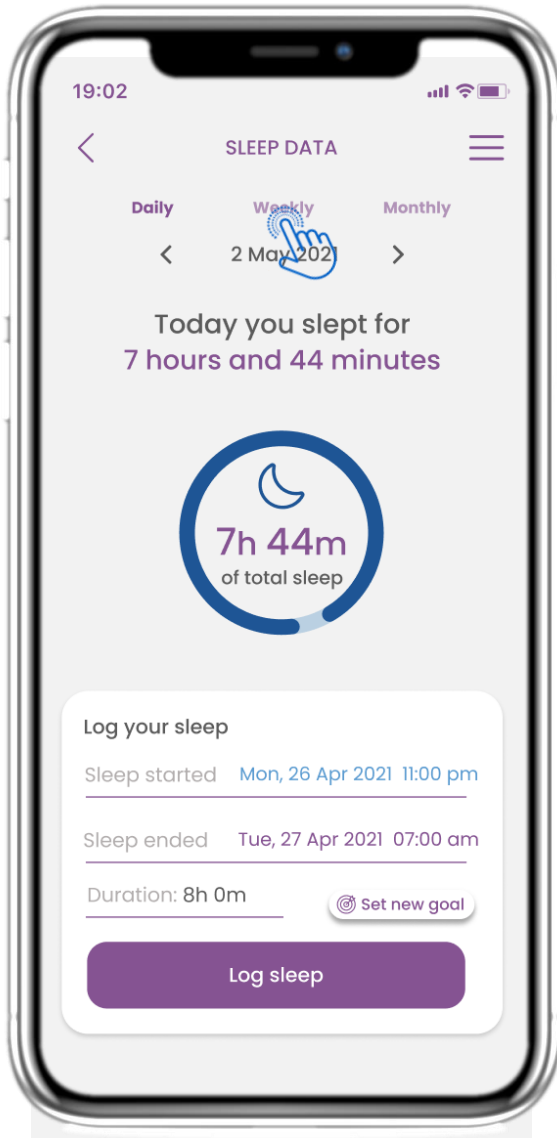 19:02
SLEEP DATA
Daily Weekly Monthly
2 May 2021
Today you slept for
7 hours and 44 minutes
7h 44m
of total sleep
Log your sleep
Sleep started Mon, 26 Apr 2021 11:00 pm
Sleep ended Tue, 27 Apr 2021 07:00 am
Duration: 8h 0m
Set new goal
Log sleep